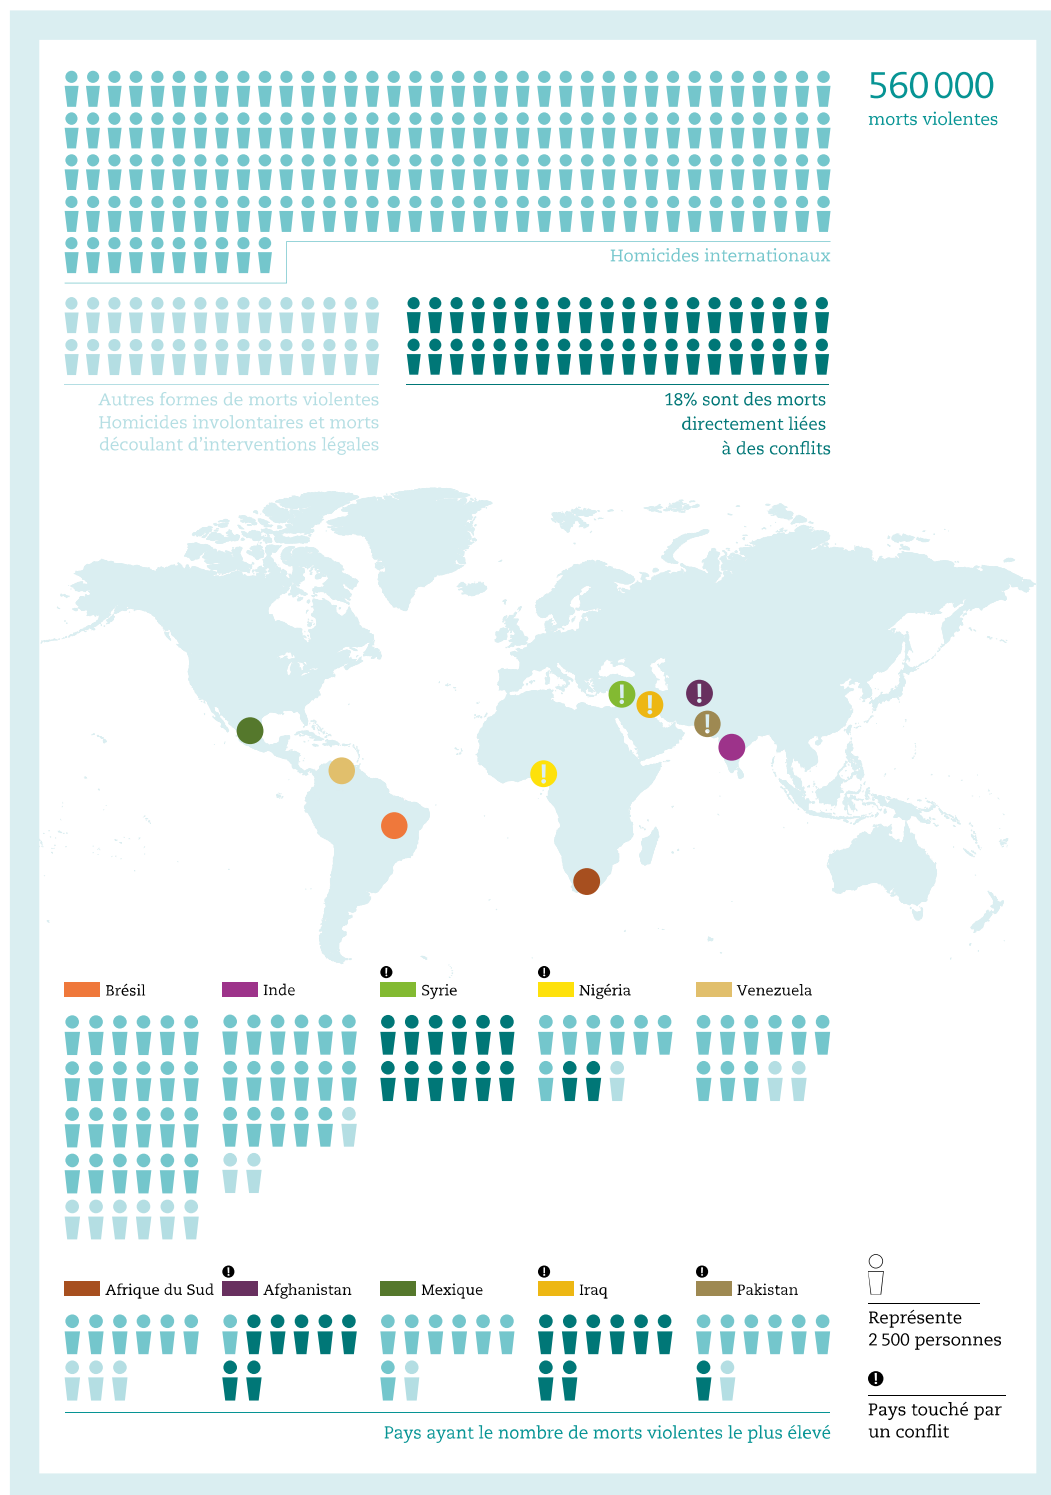 560 000
morts violentes
Homicides internationaux
Autres formes de morts violentes
Homicides involontaires et morts
découlant d'interventions légales
18% sont des morts
directement liées
à des conflits
Brésil
Inde
Syrie
Nigéria
Venezuela
Afrique du Sud
Afghanistan
Mexique
Iraq
Pakistan
Représente
2 500 personnes
Pays touché par
un conflit
Pays ayant le nombre de morts violentes le plus élevé